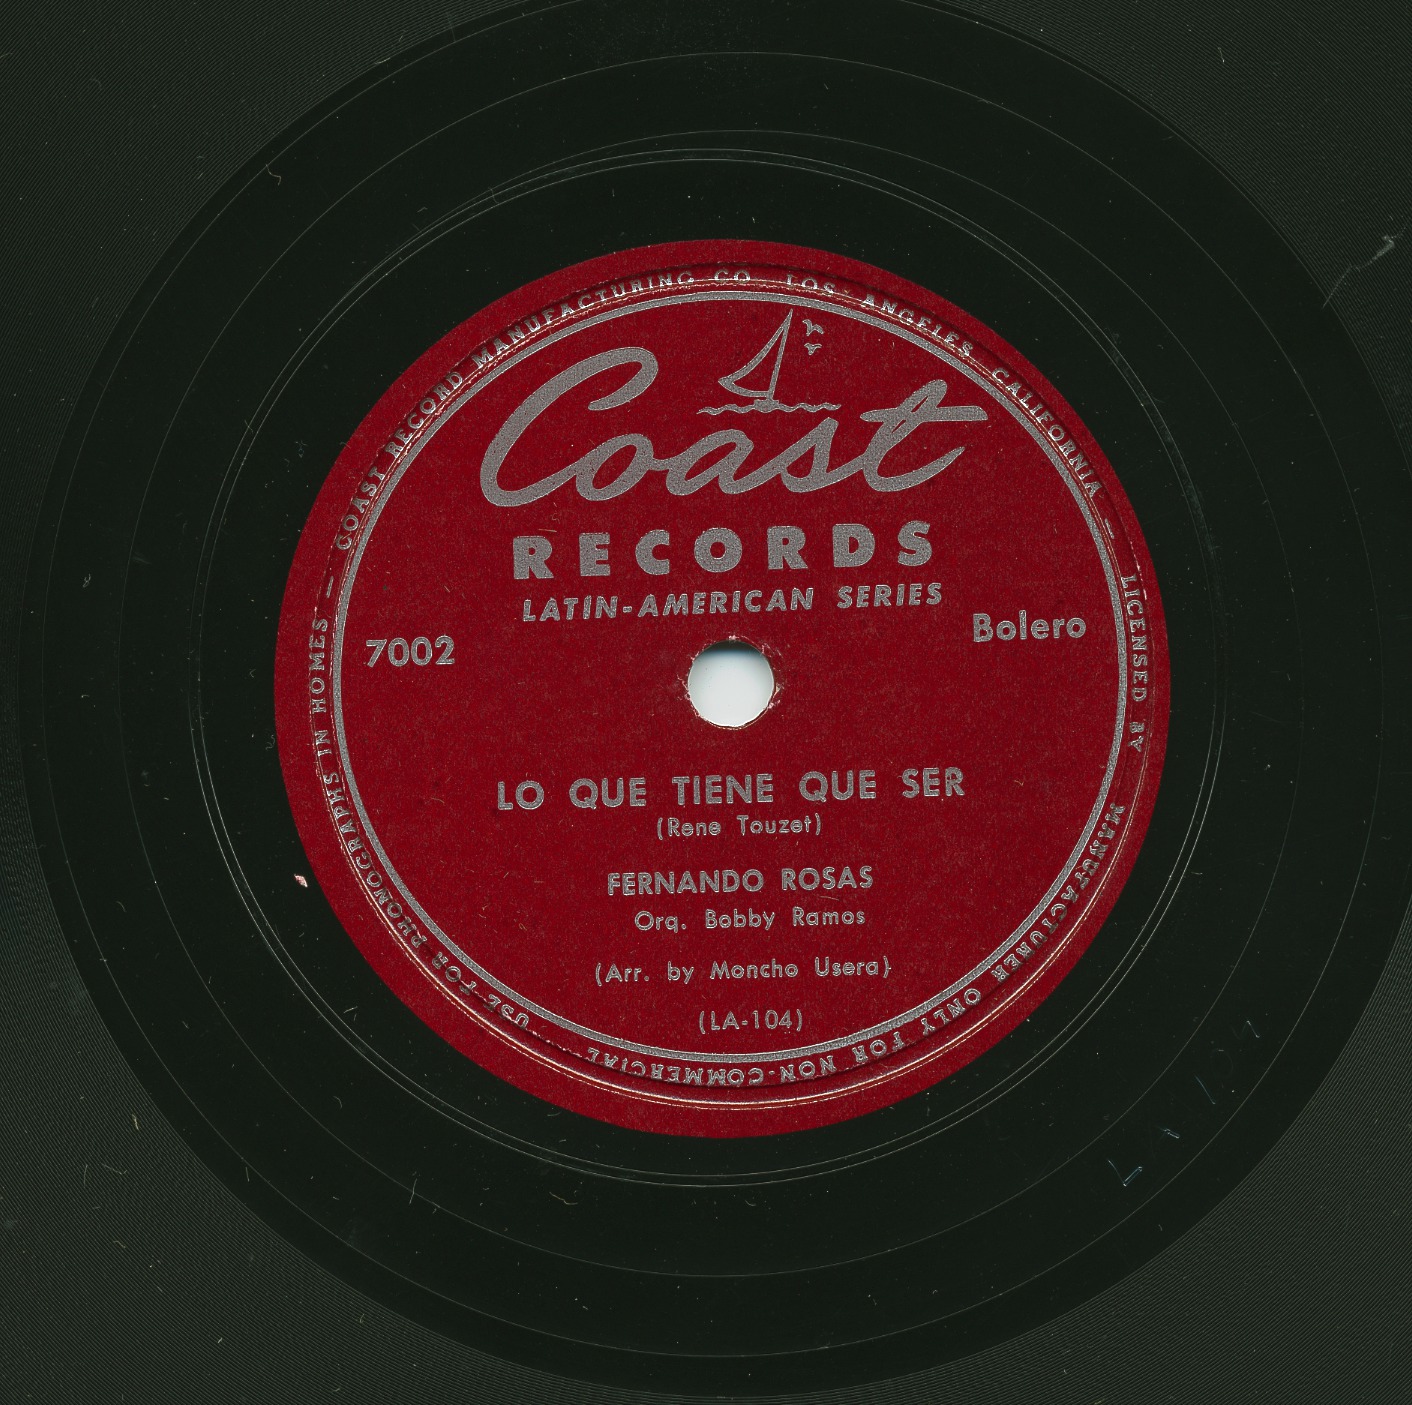 COAST RECORD MANUFACTURING CO. LOS ANGELES, CALIFORNIA — LICENSED BY MANUFACTURER ONLY FOR NON-COMMERCIAL USE FOR PHONOGRAPHS IN HOMES —
Coast
RECORDS
LATIN-AMERICAN SERIES
7002
Bolero
LO QUE TIENE QUE SER
(Rene Touzet)
FERNANDO ROSAS
Orq. Bobby Ramos
(Arr. by Moncho Usera)
(LA-104)